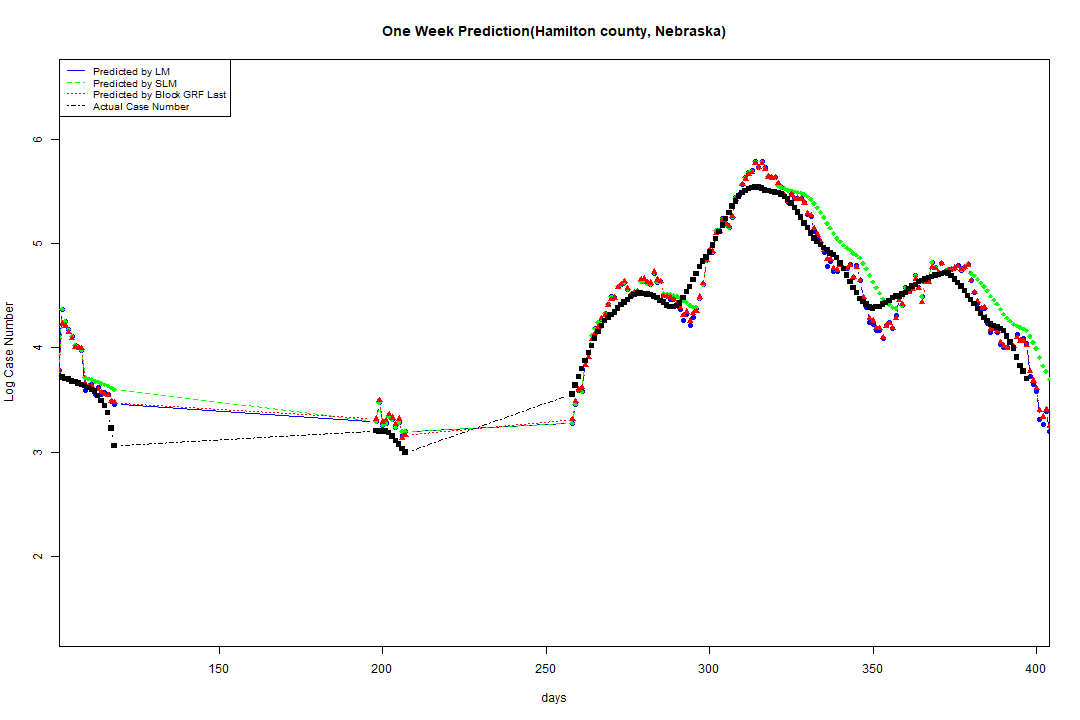 One Week Prediction(Hamilton county, Nebraska)
Predicted by LM
Predicted by SLM
Predicted by Block GRF Last
Actual Case Number
6
5
4
3
2
Log Case Number
150 200 250 300 350 400
days